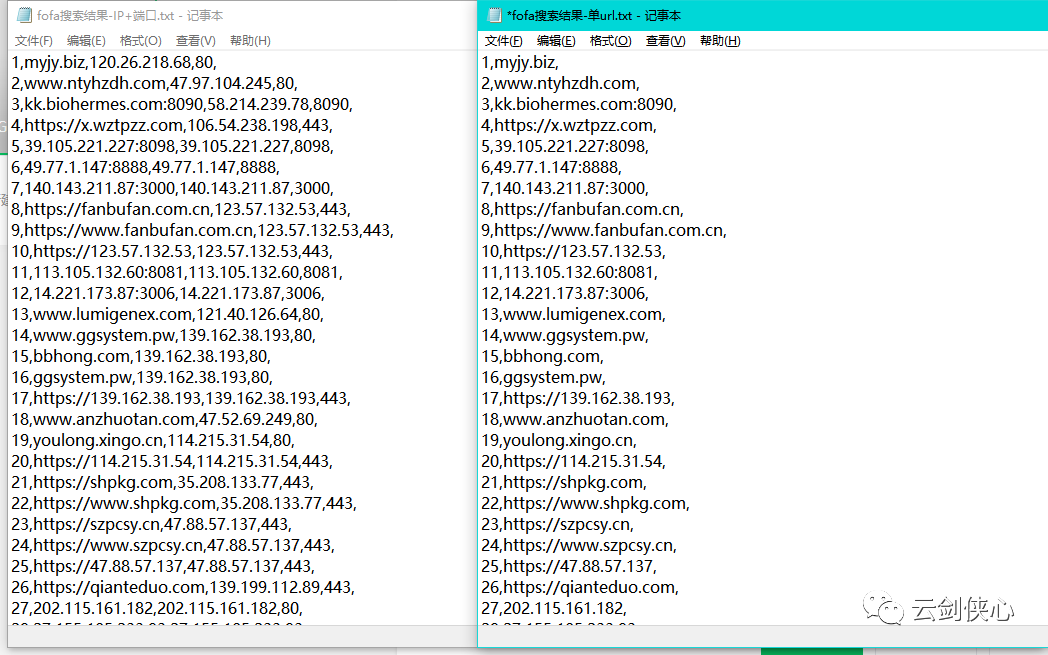 fofa搜索结果-IP+端口.txt - 记事本
文件(F) 编辑(E) 格式(O) 查看(V) 帮助(H)
1,myjy.biz,120.26.218.68,80,
2,www.ntyhzdh.com,47.97.104.245,80,
3,kk.biohermes.com:8090,58.214.239.78,8090,
4,https://x.wztpzz.com,106.54.238.198,443,
5,39.105.221.227:8098,39.105.221.227,8098,
6,49.77.1.147:8888,49.77.1.147,8888,
7,140.143.211.87:3000,140.143.211.87,3000,
8,https://fanbufan.com.cn,123.57.132.53,443,
9,https://www.fanbufan.com.cn,123.57.132.53,443,
10,https://123.57.132.53,123.57.132.53,443,
11,113.105.132.60:8081,113.105.132.60,8081,
12,14.221.173.87:3006,14.221.173.87,3006,
13,www.lumigenex.com,121.40.126.64,80,
14,www.ggsystem.pw,139.162.38.193,80,
15,bbhong.com,139.162.38.193,80,
16,ggsystem.pw,139.162.38.193,80,
17,https://139.162.38.193,139.162.38.193,443,
18,www.anzhuotan.com,47.52.69.249,80,
19,youlong.xingo.cn,114.215.31.54,80,
20,https://114.215.31.54,114.215.31.54,443,
21,https://shpkg.com,35.208.133.77,443,
22,https://www.shpkg.com,35.208.133.77,443,
23,https://szpcsy.cn,47.88.57.137,443,
24,https://www.szpcsy.cn,47.88.57.137,443,
25,https://47.88.57.137,47.88.57.137,443,
26,https://qianteduo.com,139.199.112.89,443,
27,202.115.161.182,202.115.161.182,80,
*fofa搜索结果-单url.txt - 记事本
文件(F) 编辑(E) 格式(O) 查看(V) 帮助(H)
1,myjy.biz,
2,www.ntyhzdh.com,
3,kk.biohermes.com:8090,
4,https://x.wztpzz.com,
5,39.105.221.227:8098,
6,49.77.1.147:8888,
7,140.143.211.87:3000,
8,https://fanbufan.com.cn,
9,https://www.fanbufan.com.cn,
10,https://123.57.132.53,
11,113.105.132.60:8081,
12,14.221.173.87:3006,
13,www.lumigenex.com,
14,www.ggsystem.pw,
15,bbhong.com,
16,ggsystem.pw,
17,https://139.162.38.193,
18,www.anzhuotan.com,
19,youlong.xingo.cn,
20,https://114.215.31.54,
21,https://shpkg.com,
22,https://www.shpkg.com,
23,https://szpcsy.cn,
24,https://www.szpcsy.cn,
25,https://47.88.57.137,
26,https://qianteduo.com,
27,202.115.161.182,
云剑侠心